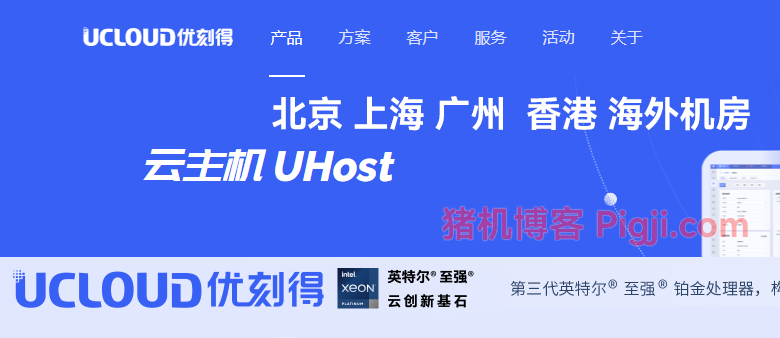 UCLOUD优刻得 产品 方案 客户 服务 活动 关于
北京 上海 广州 香港 海外机房
云主机 UHost
猪机博客 Pigji.com
UCLOUD优刻得 intel. XEON PLATINUM 英特尔® 至强®
云创新基石
第三代英特尔® 至强® 铂金处理器，构